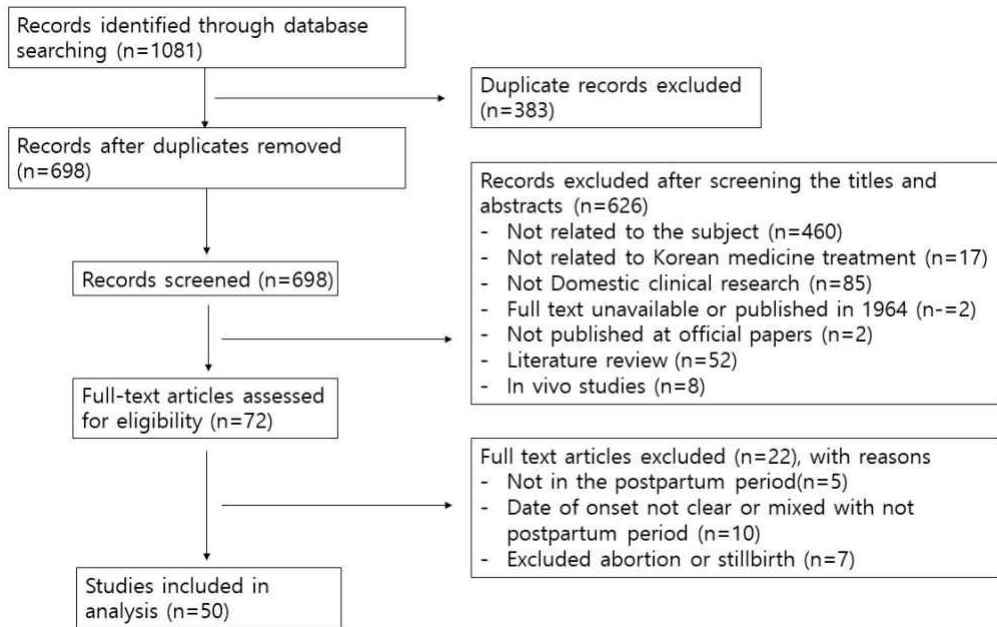 Records identified through database
searching (n=1081)
Duplicate records excluded
(n=383)
Records after duplicates removed
(n=698)
Records excluded after screening the titles and
abstracts (n=626)
- Not related to the subject (n=460)
- Not related to Korean medicine treatment (n=17)
- Not Domestic clinical research (n=85)
- Full text unavailable or published in 1964 (n-=2)
- Not published at official papers (n=2)
- Literature review (n=52)
- In vivo studies (n=8)
Records screened (n=698)
Full-text articles assessed
for eligibility (n=72)
Full text articles excluded (n=22), with reasons
- Not in the postpartum period(n=5)
- Date of onset not clear or mixed with not
postpartum period (n=10)
- Excluded abortion or stillbirth (n=7)
Studies included in
analysis (n=50)